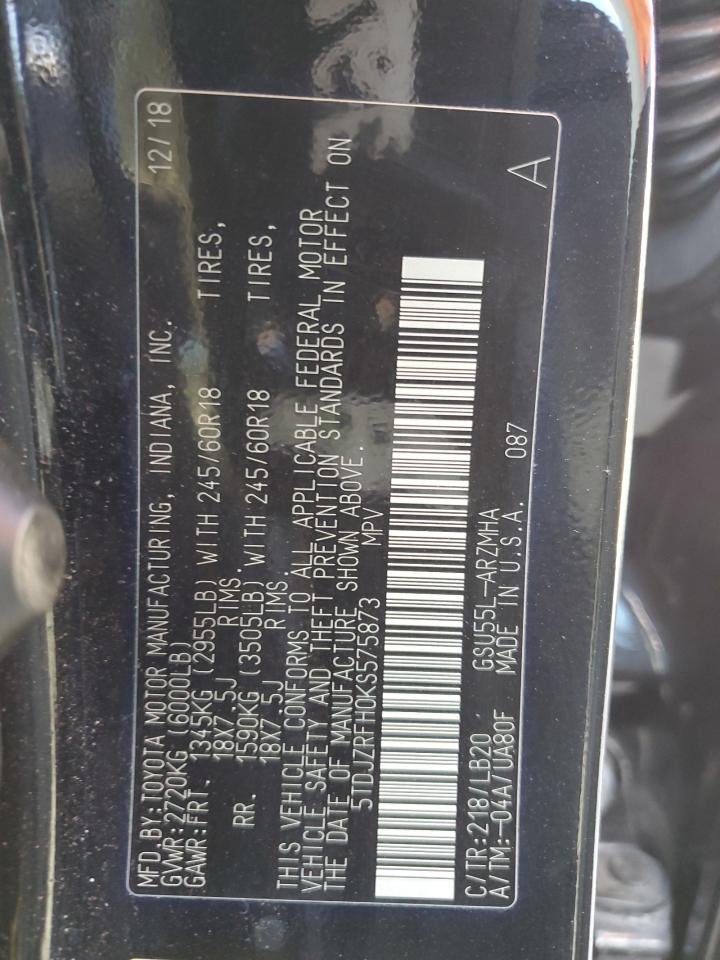 MFD.BY:TOYOTA MOTOR MANUFACTURING, INDIANA, INC. 12/18
GVWR:2720KG (6000LB)
GAWR:FRT. 1345KG (2955LB) WITH 245/60R18 TIRES,
18X7.5J RIMS
RR. 1590KG (3505LB). WITH 245/60R18 TIRES,
18X7.5J RIMS
THIS VEHICLE CONFORMS TO ALL APPLICABLE FEDERAL MOTOR
VEHICLE SAFETY AND THEFT PREVENTION STANDARDS IN EFFECT ON
THE DATE OF MANUFACTURE SHOWN ABOVE.
5TDJZRFH0KS575873 MPV
C/TR:218/LB20 GSU55L-ARZMHA
A/TM:-04A/UA80F MADE IN U.S.A. 087 A